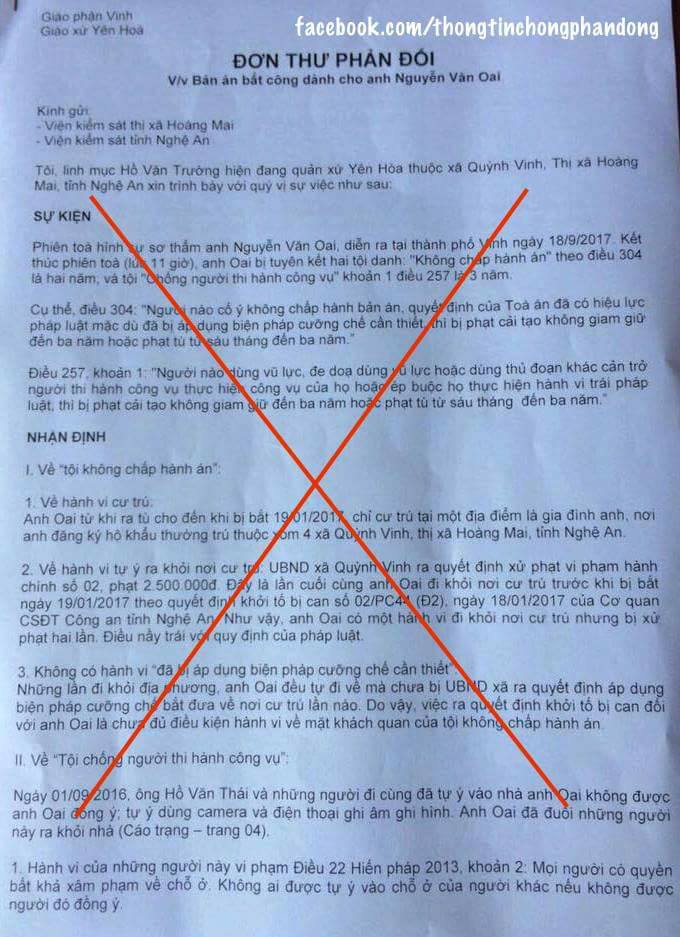 facebook.com/thongtinchongphandong
Giáo phận Vinh
Giáo xứ Yên Hoà
ĐƠN THƯ PHẢN ĐỐI
V/v Bản án bất công dành cho anh Nguyễn Văn Oai
Kính gửi:
- Viện kiểm sát thị xã Hoàng Mai
- Viện kiểm sát tỉnh Nghệ An
Tôi, linh mục Hồ Văn Trưởng hiện đang quản xứ Yên Hòa thuộc xã Quỳnh Vinh, Thị xã Hoàng
Mai, tỉnh Nghệ An xin trình bày với quý vị sự việc như sau:
SỰ KIỆN
Phiên toà hình sự sơ thẩm anh Nguyễn Văn Oai, diễn ra tại thành phố Vinh ngày 18/9/2017. Kết
thúc phiên toà (lúc 11 giờ), anh Oai bị tuyên kết hai tội danh: "Không chấp hành án" theo điều 304
là hai năm, và tội "Chống người thi hành công vụ" khoản 1 điều 257 là 3 năm.
Cụ thể, điều 304: "Người nào cố ý không chấp hành bản án, quyết định của Toà án đã có hiệu lực
pháp luật mặc dù đã bị áp dụng biện pháp cưỡng chế cần thiết, thì bị phạt cải tạo không giam giữ
đến ba năm hoặc phạt tù từ sáu tháng đến ba năm."
Điều 257, khoản 1: "Người nào dùng vũ lực, đe doạ dùng vũ lực hoặc dùng thủ đoạn khác cản trở
người thi hành công vụ thực hiện công vụ của họ hoặc ép buộc họ thực hiện hành vi trái pháp
luật, thì bị phạt cải tạo không giam giữ đến ba năm hoặc phạt tù từ sáu tháng đến ba năm."
NHẬN ĐỊNH
I. Về "tội không chấp hành án":
1. Về hành vi cư trú:
Anh Oai từ khi ra tù cho đến khi bị bắt 19/01/2017, chỉ cư trú tại một địa điểm là gia đình anh, nơi
anh đăng ký hộ khẩu thường trú thuộc xóm 4 xã Quỳnh Vinh, thị xã Hoàng Mai, tỉnh Nghệ An.
2. Về hành vi tự ý ra khỏi nơi cư trú: UBND xã Quỳnh Vinh ra quyết định xử phạt vi phạm hành
chính số 02, phạt 2.500.000đ. Đây là lần cuối cùng anh Oai đi khỏi nơi cư trú trước khi bị bắt
ngày 19/01/2017 theo quyết định khởi tố bị can số 02/PC44 (Đ2), ngày 18/01/2017 của Cơ quan
CSĐT Công an tỉnh Nghệ An. Như vậy, anh Oai có một hành vi đi khỏi nơi cư trú nhưng bị xử
phạt hai lần. Điều nầy trái với quy định của pháp luật.
3. Không có hành vi "đã bị áp dụng biện pháp cưỡng chế cần thiết":
Những lần đi khỏi địa phương, anh Oai đều tự đi về mà chưa bị UBND xã ra quyết định áp dụng
biện pháp cưỡng chế bắt đưa về nơi cư trú lần nào. Do vậy, việc ra quyết định khởi tố bị can đối
với anh Oai là chưa đủ điều kiện hành vi về mặt khách quan của tội không chấp hành án.
II. Về "Tội chống người thi hành công vụ":
Ngày 01/09/2016, ông Hồ Văn Thái và những người đi cùng đã tự ý vào nhà anh Oai không được
anh Oai đồng ý; tự ý dùng camera và điện thoại ghi âm ghi hình. Anh Oai đã đuổi những người
này ra khỏi nhà (Cáo trạng – trang 04).
1. Hành vi của những người này vi phạm Điều 22 Hiến pháp 2013, khoản 2: Mọi người có quyền
bất khả xâm phạm về chỗ ở. Không ai được tự ý vào chỗ ở của người khác nếu không được
người đó đồng ý.